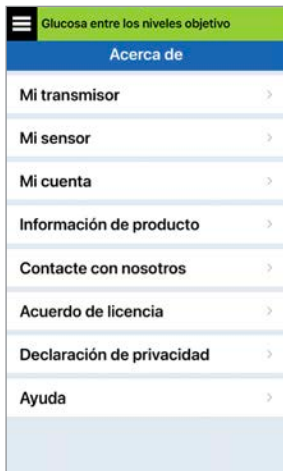 Glucosa entre los niveles objetivo
Acerca de
Mi transmisor
Mi sensor
Mi cuenta
Información de producto
Contacte con nosotros
Acuerdo de licencia
Declaración de privacidad
Ayuda